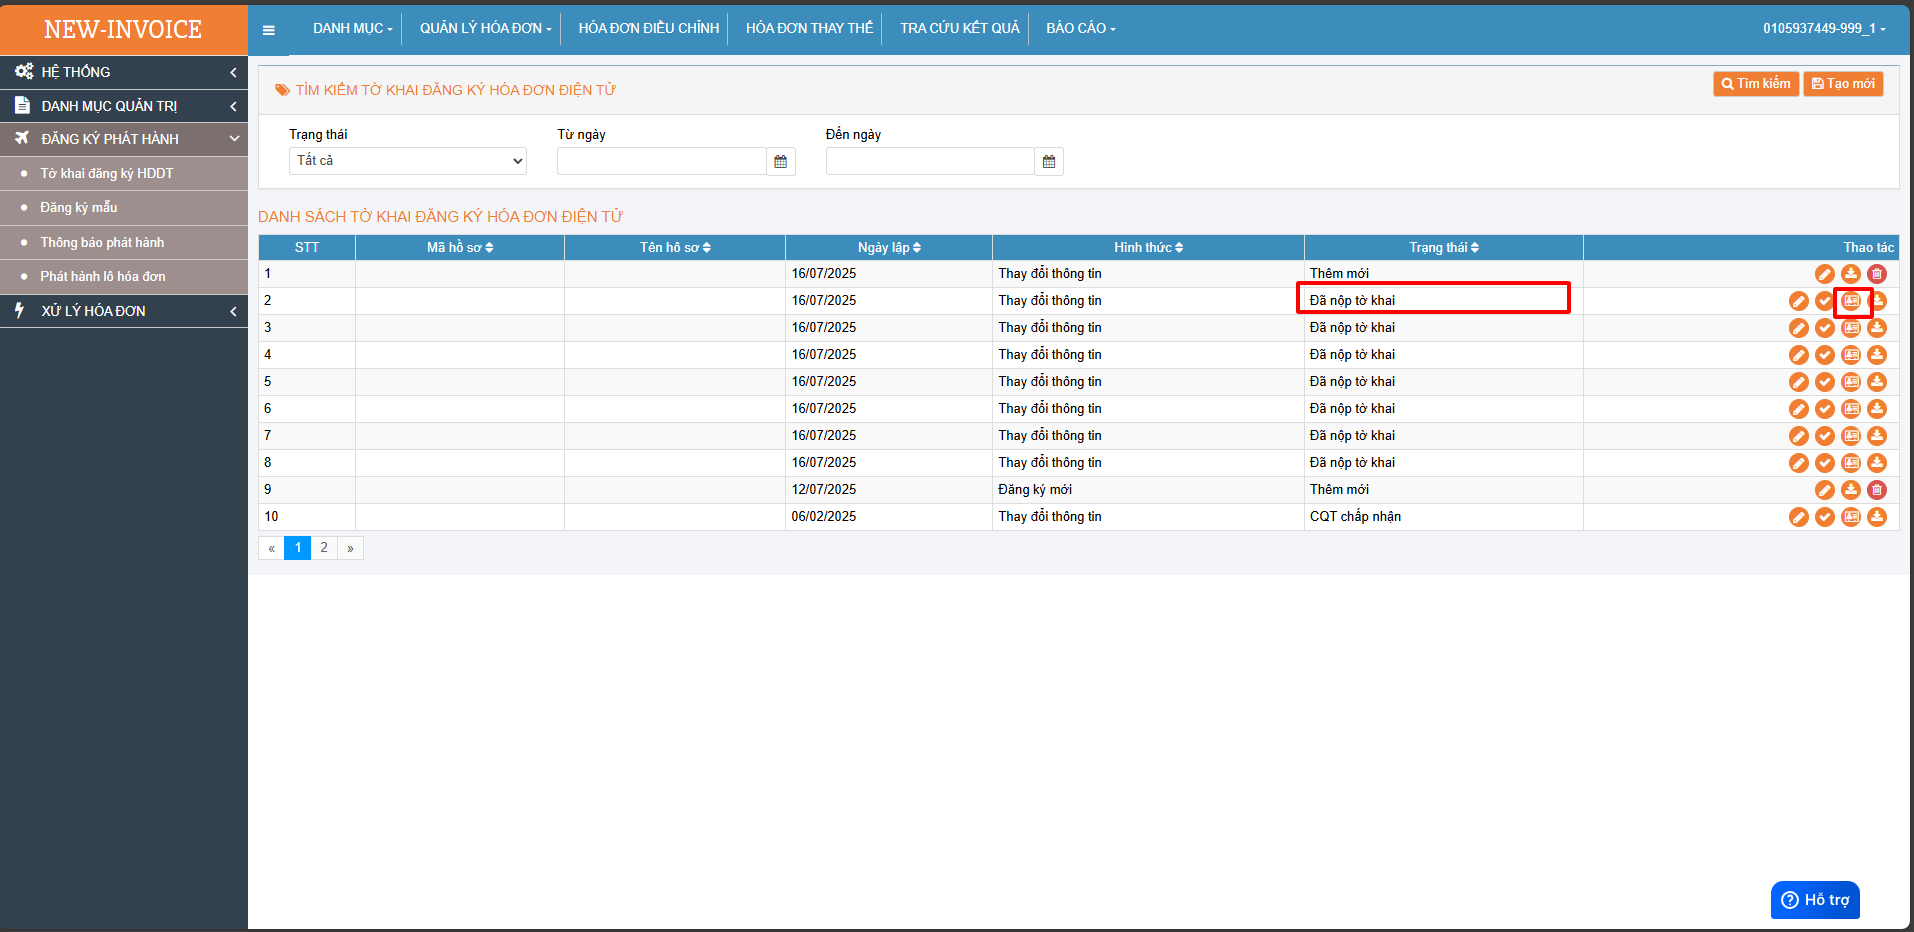 NEW-INVOICE
DANH MỤC
QUẢN LÝ HÓA ĐƠN
HÓA ĐƠN ĐIỀU CHỈNH
HÓA ĐƠN THAY THẾ
TRA CỨU KẾT QUẢ
BÁO CÁO
0105937449-999_1
HỆ THỐNG
DANH MỤC QUẢN TRỊ
ĐĂNG KÝ PHÁT HÀNH
Tờ khai đăng ký HDDT
Đăng ký mẫu
Thông báo phát hành
Phát hành lô hóa đơn
XỬ LÝ HÓA ĐƠN
TÌM KIẾM TỜ KHAI ĐĂNG KÝ HÓA ĐƠN ĐIỆN TỬ
Tìm kiếm
Tạo mới
Trạng thái
Từ ngày
Đến ngày
Tất cả
DANH SÁCH TỜ KHAI ĐĂNG KÝ HÓA ĐƠN ĐIỆN TỬ
STT Mã hồ sơ Tên hồ sơ Ngày lập Hình thức Trạng thái Thao tác
1 16/07/2025 Thay đổi thông tin Thêm mới
2 16/07/2025 Thay đổi thông tin Đã nộp tờ khai
3 16/07/2025 Thay đổi thông tin Đã nộp tờ khai
4 16/07/2025 Thay đổi thông tin Đã nộp tờ khai
5 16/07/2025 Thay đổi thông tin Đã nộp tờ khai
6 16/07/2025 Thay đổi thông tin Đã nộp tờ khai
7 16/07/2025 Thay đổi thông tin Đã nộp tờ khai
8 16/07/2025 Thay đổi thông tin Đã nộp tờ khai
9 12/07/2025 Đăng ký mới Thêm mới
10 06/02/2025 Thay đổi thông tin CQT chấp nhận
« 1 2 »
Hỗ trợ